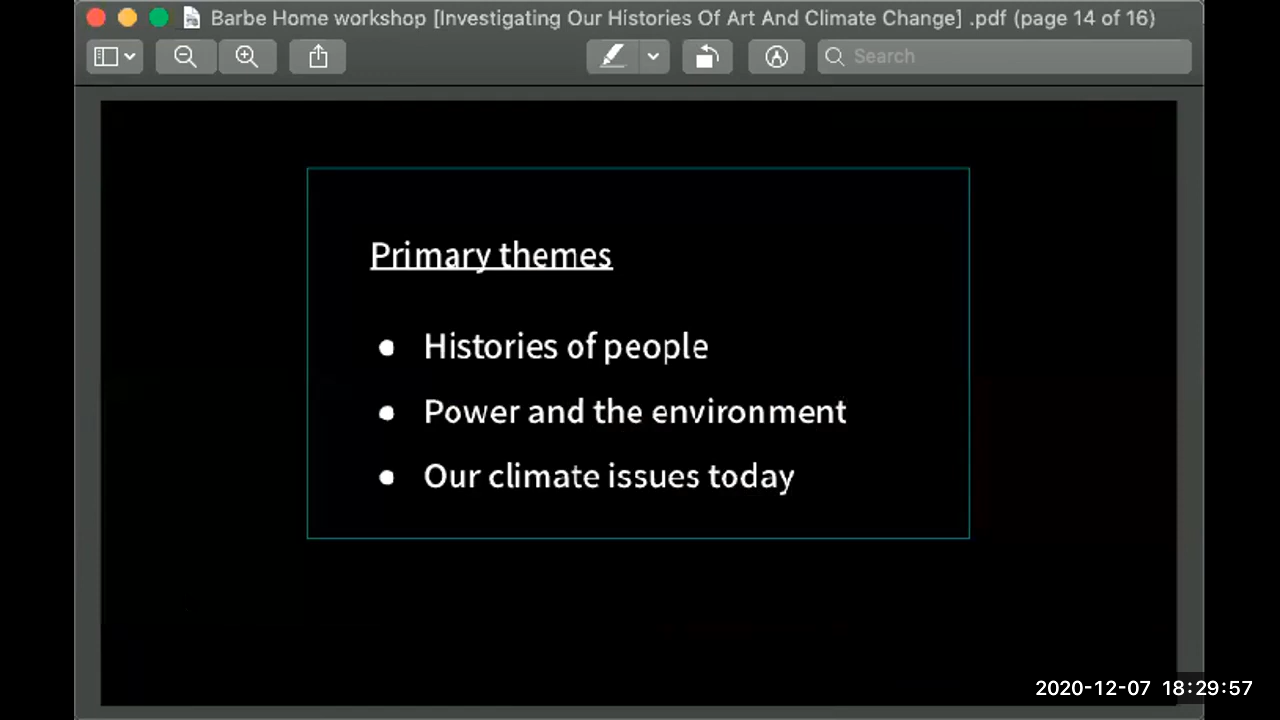 Barbe Home workshop [Investigating Our Histories Of Art And Climate Change] .pdf (page 14 of 16)
Search
Primary themes
● Histories of people
● Power and the environment
● Our climate issues today
2020-12-07 18:29:57